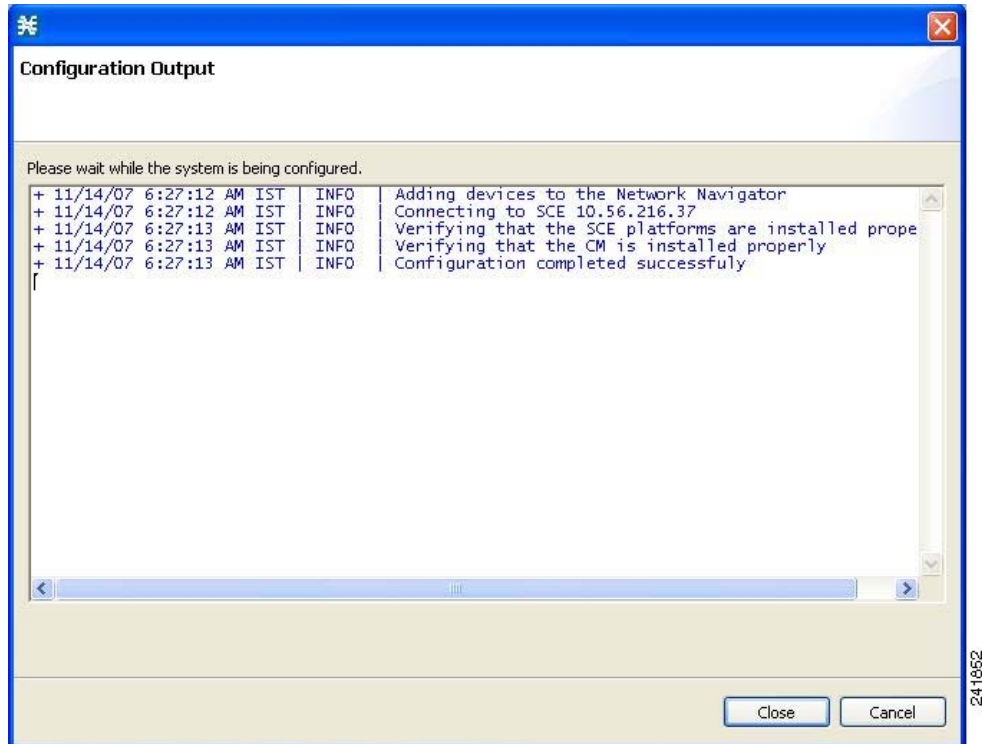 Configuration Output
Please wait while the system is being configured.
+ 11/14/07 6:27:12 AM IST | INFO | Adding devices to the Network Navigator
+ 11/14/07 6:27:12 AM IST | INFO | Connecting to SCE 10.56.216.37
+ 11/14/07 6:27:13 AM IST | INFO | Verifying that the SCE platforms are installed prope
+ 11/14/07 6:27:13 AM IST | INFO | Verifying that the CM is installed properly
+ 11/14/07 6:27:13 AM IST | INFO | Configuration completed successfuly
Close
Cancel
241852